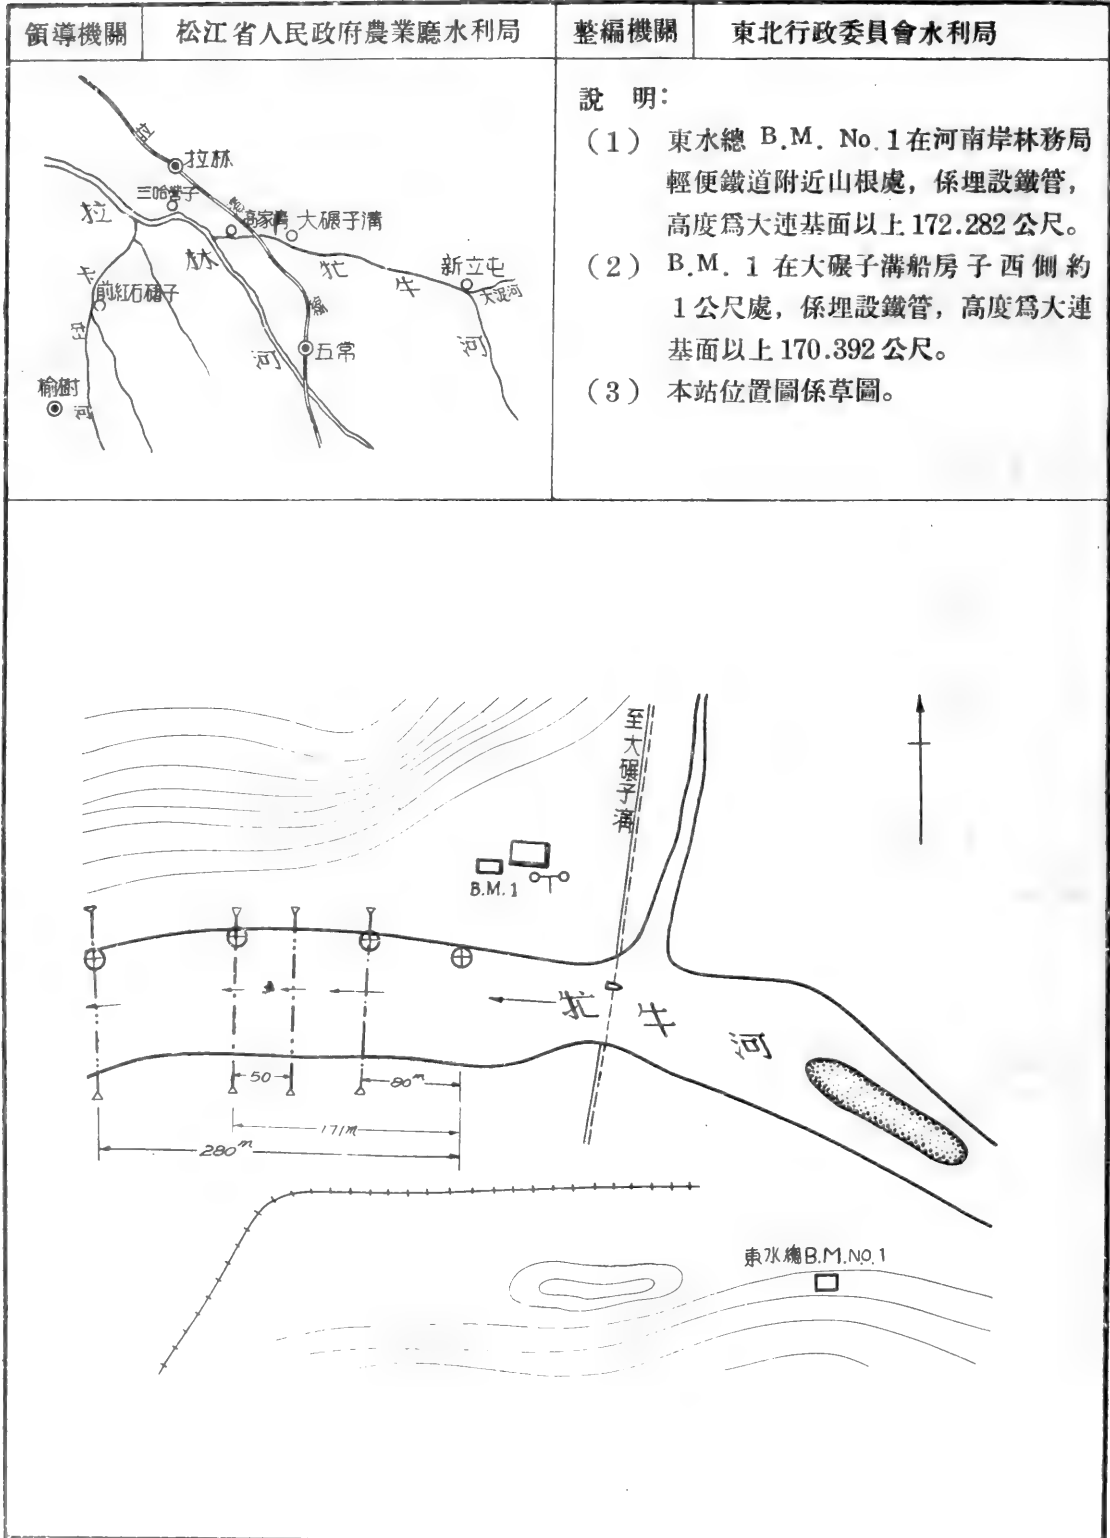 領導機關
松江省人民政府農業廳水利局
整編機關
東北行政委員會水利局
說 明:
(1) 東水總 B.M. No. 1在河南岸林務局
輕便鐵道附近山根處，係埋設鐵管，
高度爲大連基面以上172.282公尺。
(2) B.M. 1 在大碾子溝船房子西側約
1公尺處，係埋設鐵管，高度爲大連
基面以上170.392公尺。
(3) 本站位置圖係草圖。
拉
拉林
三哈營子
拉
大碾子溝
林
牤
新立屯
牛
大泥河
前紅石磖子
卡
五常
河
河
榆樹
河
至大碾子溝
B.M.1
牤
牛
河
50
80m
171m
280m
東水總B.M.NO.1